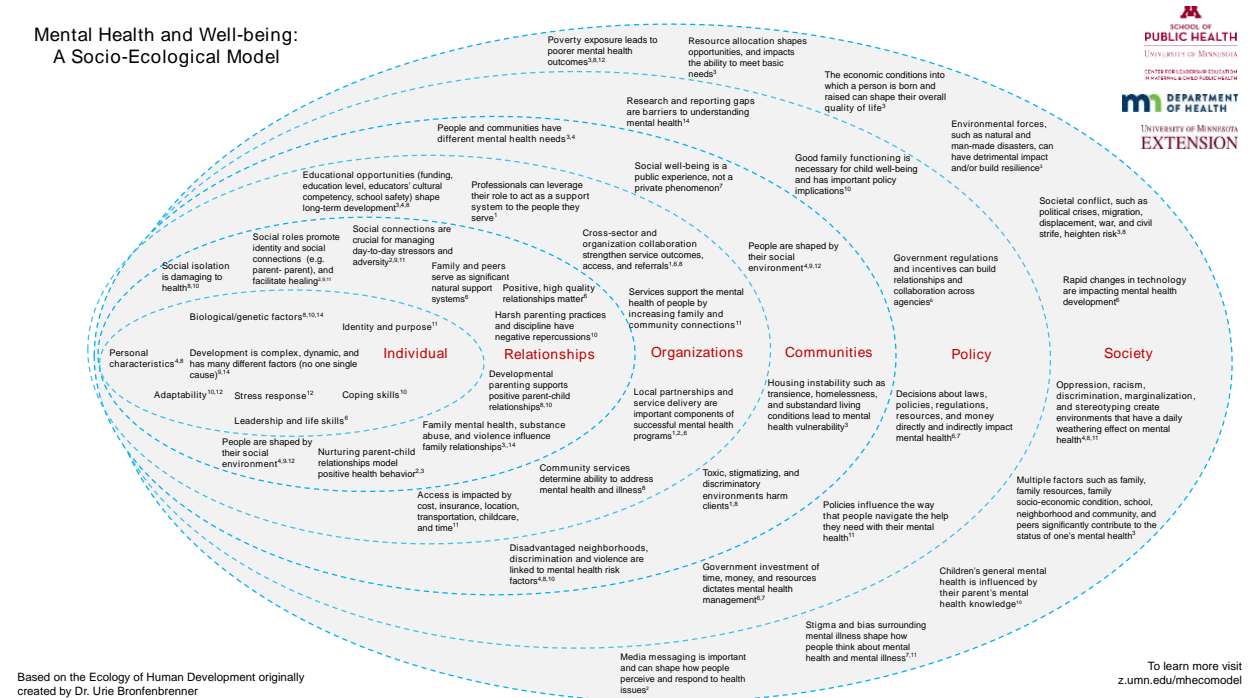 Mental Health and Well-being:
A Socio-Ecological Model
SCHOOL OF
PUBLIC HEALTH
UNIVERSITY OF MINNESOTA
CENTER FOR LEADERSHIP EDUCATION
IN MATERNAL & CHILD PUBLIC HEALTH
DEPARTMENT
OF HEALTH
UNIVERSITY OF MINNESOTA
EXTENSION
Poverty exposure leads to
poorer mental health
outcomes3,8,12
Resource allocation shapes
opportunities, and impacts
the ability to meet basic
needs3
The economic conditions into
which a person is born and
raised can shape their overall
quality of life3
Research and reporting gaps
are barriers to understanding
mental health14
Environmental forces,
such as natural and
man-made disasters, can
have detrimental impact
and/or build resilience3
People and communities have
different mental health needs3,4
Social well-being is a
public experience, not a
private phenomenon7
Good family functioning is
necessary for child well-being
and has important policy
implications10
Educational opportunities (funding,
education level, educators' cultural
competency, school safety) shape
long-term development3,4,8
Professionals can leverage
their role to act as a support
system to the people they
serve1
Societal conflict, such as
political crises, migration,
displacement, war, and civil
strife, heighten risk3,8
Social isolation
is damaging to
health8,10
Social roles promote
identity and social
connections (e.g.
parent- parent), and
facilitate healing2,9,11
Social connections are
crucial for managing
day-to-day stressors and
adversity2,9,11
Family and peers
serve as significant
natural support
systems6
Positive, high quality
relationships matter8
Cross-sector and
organization collaboration
strengthen service outcomes,
access, and referrals1,6,8
People are shaped by
their social
environment4,9,12
Government regulations
and incentives can build
relationships and
collaboration across
agencies6
Rapid changes in technology
are impacting mental health
development6
Biological/genetic factors8,10,14
Identity and purpose11
Harsh parenting practices
and discipline have
negative repercussions10
Services support the mental
health of people by
increasing family and
community connections11
Personal
characteristics4,8
Development is complex, dynamic, and
has many different factors (no one single
cause)9,14
Individual
Relationships
Organizations
Communities
Policy
Society
Adaptability10,12
Stress response12
Coping skills10
Leadership and life skills6
Developmental
parenting supports
positive parent-child
relationships8,10
Local partnerships and
service delivery are
important components of
successful mental health
programs1,2,,6
Housing instability such as
transience, homelessness,
and substandard living
conditions lead to mental
health vulnerability3
Decisions about laws,
policies, regulations,
resources, and money
directly and indirectly impact
mental health6,7
Oppression, racism,
discrimination, marginalization,
and stereotyping create
environments that have a daily
weathering effect on mental
health4,8,11
People are shaped by
their social
environment4,9,12
Nurturing parent-child
relationships model
positive health behavior2,3
Family mental health, substance
abuse, and violence influence
family relationships3,,14
Community services
determine ability to address
mental health and illness8
Toxic, stigmatizing, and
discriminatory
environments harm
clients1,8
Access is impacted by
cost, insurance, location,
transportation, childcare,
and time11
Policies influence the way
that people navigate the help
they need with their mental
health11
Multiple factors such as family,
family resources, family
socio-economic condition, school,
neighborhood and community, and
peers significantly contribute to the
status of one's mental health3
Disadvantaged neighborhoods,
discrimination and violence are
linked to mental health risk
factors4,8,10
Government investment of
time, money, and resources
dictates mental health
management6,7
Children's general mental
health is influenced by
their parent's mental
health knowledge10
Stigma and bias surrounding
mental illness shape how
people think about mental
health and mental illness7,11
Media messaging is important
and can shape how people
perceive and respond to health
issues2
Based on the Ecology of Human Development originally
created by Dr. Urie Bronfenbrenner
To learn more visit
z.umn.edu/mhecomodel